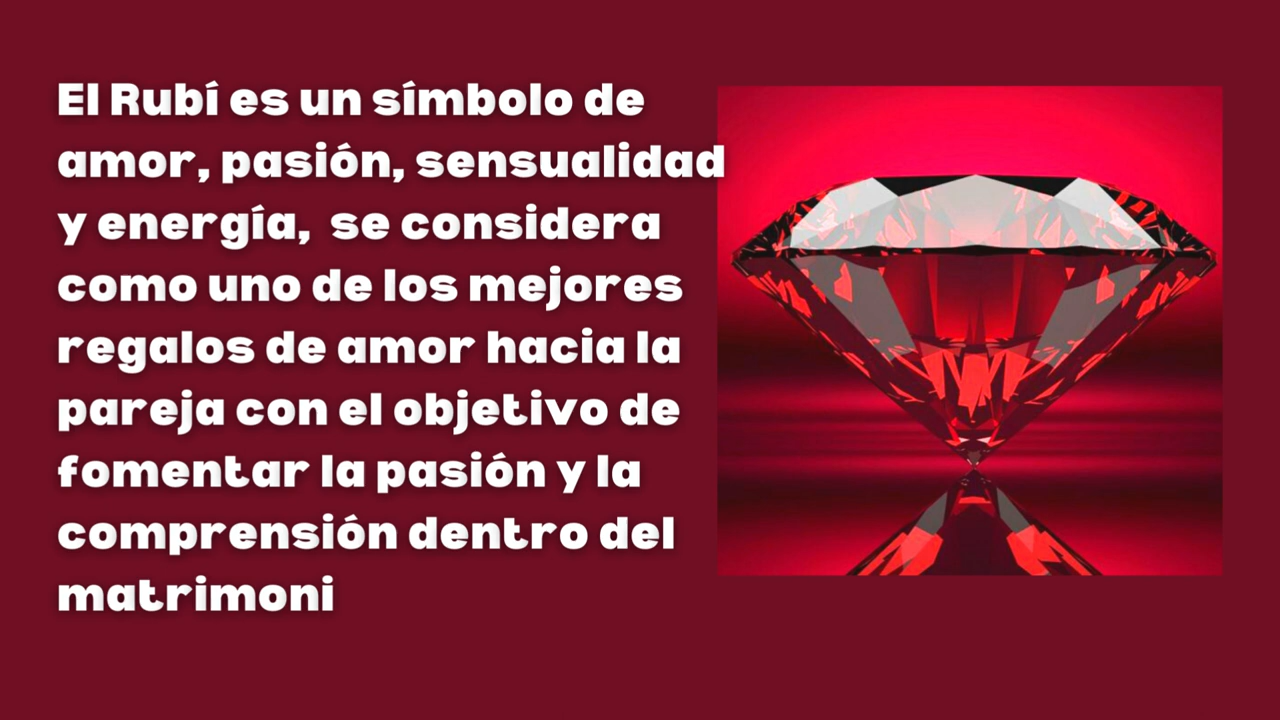 El Rubí es un símbolo de
amor, pasión, sensualidad
y energía,  se considera
como uno de los mejores
regalos de amor hacia la
pareja con el objetivo de
fomentar la pasión y la
comprensión dentro del
matrimoni